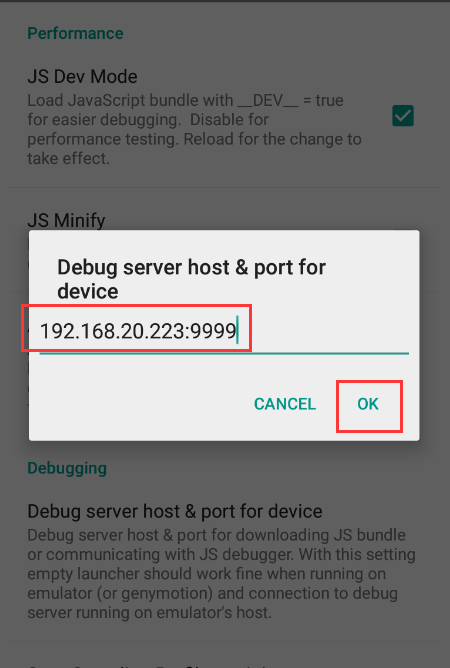 Performance
JS Dev Mode
Load JavaScript bundle with __DEV__ = true
for easier debugging. Disable for
performance testing. Reload for the change to
take effect.
JS Minify
Debug server host & port for
device
192.168.20.223:9999
CANCEL OK
Debugging
Debug server host & port for device
Debug server host & port for downloading JS bundle
or communicating with JS debugger. With this setting
empty launcher should work fine when running on
emulator (or genymotion) and connection to debug
server running on emulator's host.